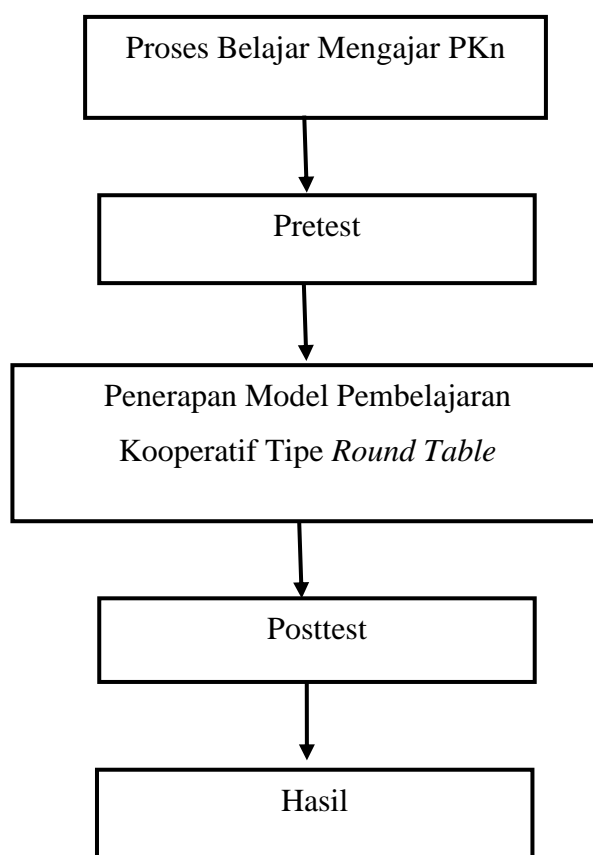 Proses Belajar Mengajar PKn
Pretest
Penerapan Model Pembelajaran
Kooperatif Tipe Round Table
Posttest
Hasil